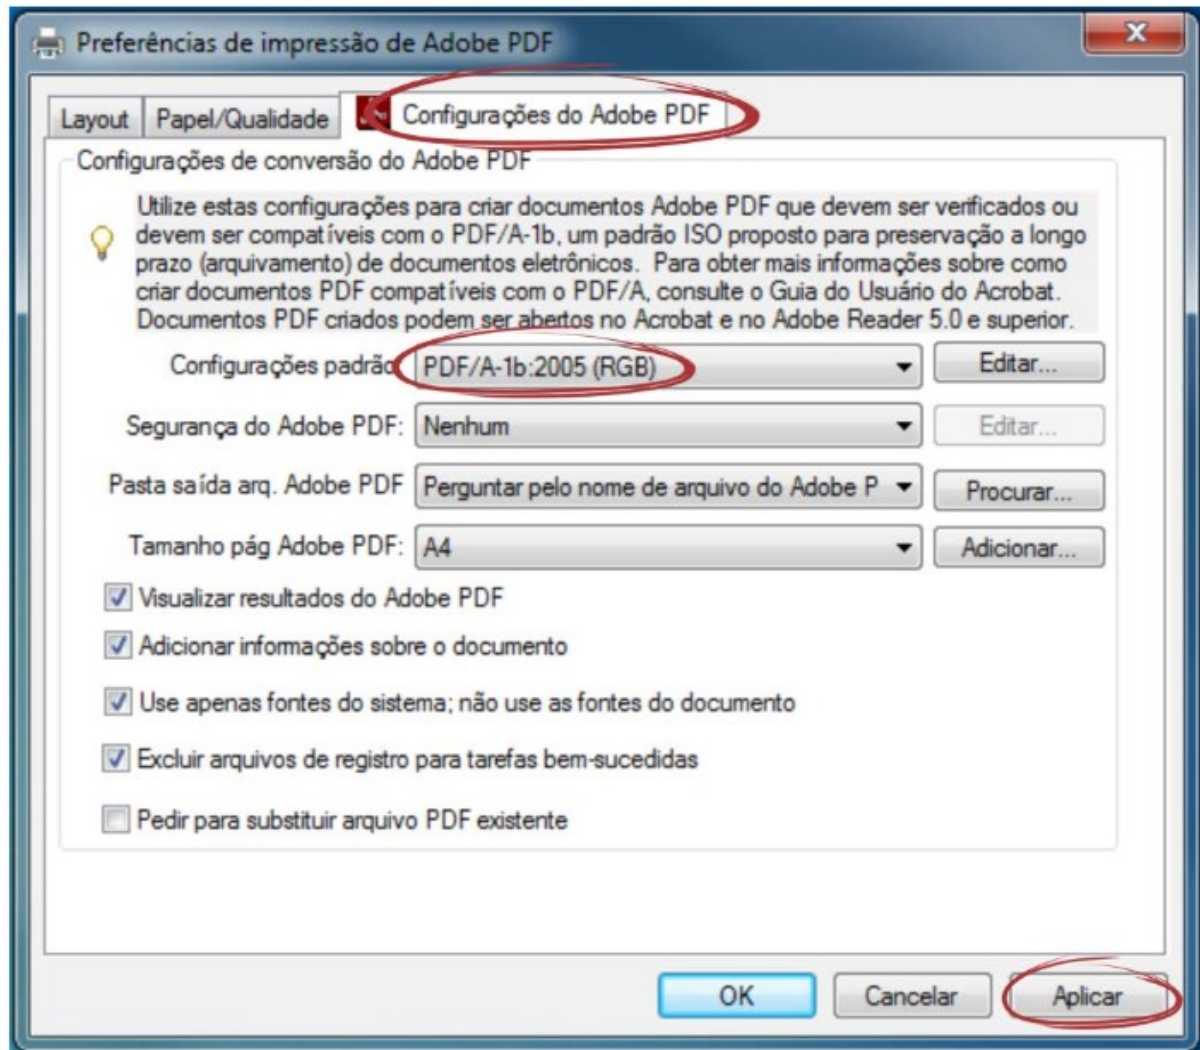 Preferências de impressão de Adobe PDF
Layout
Papel/Qualidade
Configurações do Adobe PDF
Configurações de conversão do Adobe PDF
Utilize estas configurações para criar documentos Adobe PDF que devem ser verificados ou
devem ser compatíveis com o PDF/A-1b, um padrão ISO proposto para preservação a longo
prazo (arquivamento) de documentos eletrônicos. Para obter mais informações sobre como
criar documentos PDF compatíveis com o PDF/A, consulte o Guia do Usuário do Acrobat.
Documentos PDF criados podem ser abertos no Acrobat e no Adobe Reader 5.0 e superior.
Configurações padrão PDF/A-1b:2005 (RGB) Editar...
Segurança do Adobe PDF: Nenhum Editar...
Pasta saída arq. Adobe PDF Perguntar pelo nome de arquivo do Adobe P Procurar...
Tamanho pág Adobe PDF: A4 Adicionar...
Visualizar resultados do Adobe PDF
Adicionar informações sobre o documento
Use apenas fontes do sistema; não use as fontes do documento
Excluir arquivos de registro para tarefas bem-sucedidas
Pedir para substituir arquivo PDF existente
OK Cancelar Aplicar